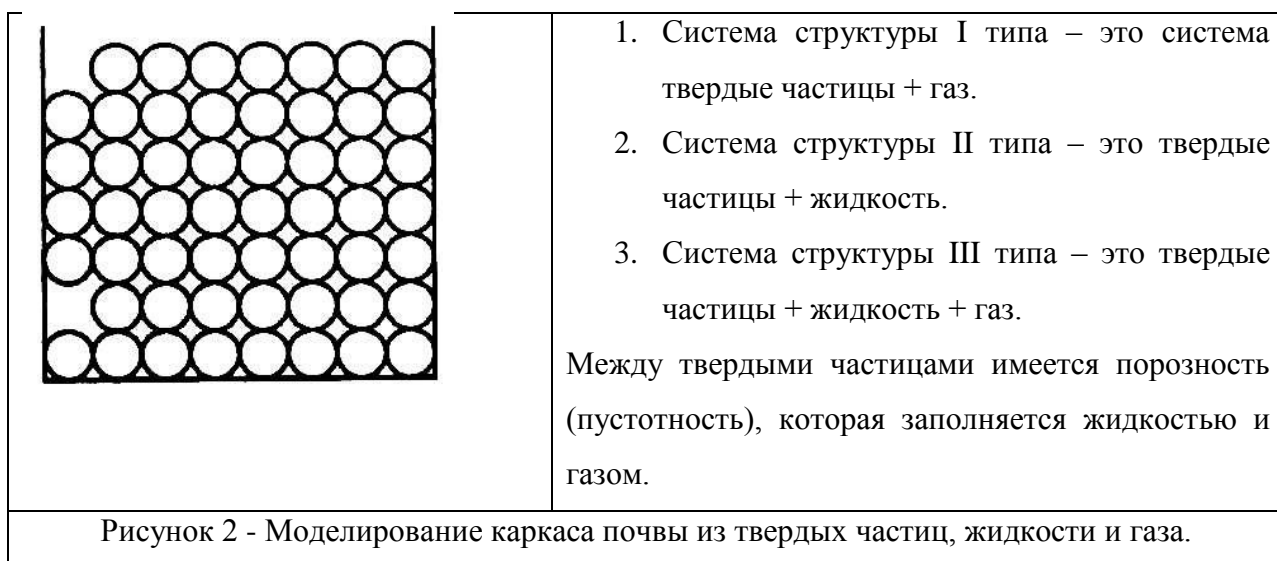 1. Система структуры I типа – это система
твердые частицы + газ.
2. Система структуры II типа – это твердые
частицы + жидкость.
3. Система структуры III типа – это твердые
частицы + жидкость + газ.
Между твердыми частицами имеется порозность
(пустотность), которая заполняется жидкостью и
газом.
Рисунок 2 - Моделирование каркаса почвы из твердых частиц, жидкости и газа.